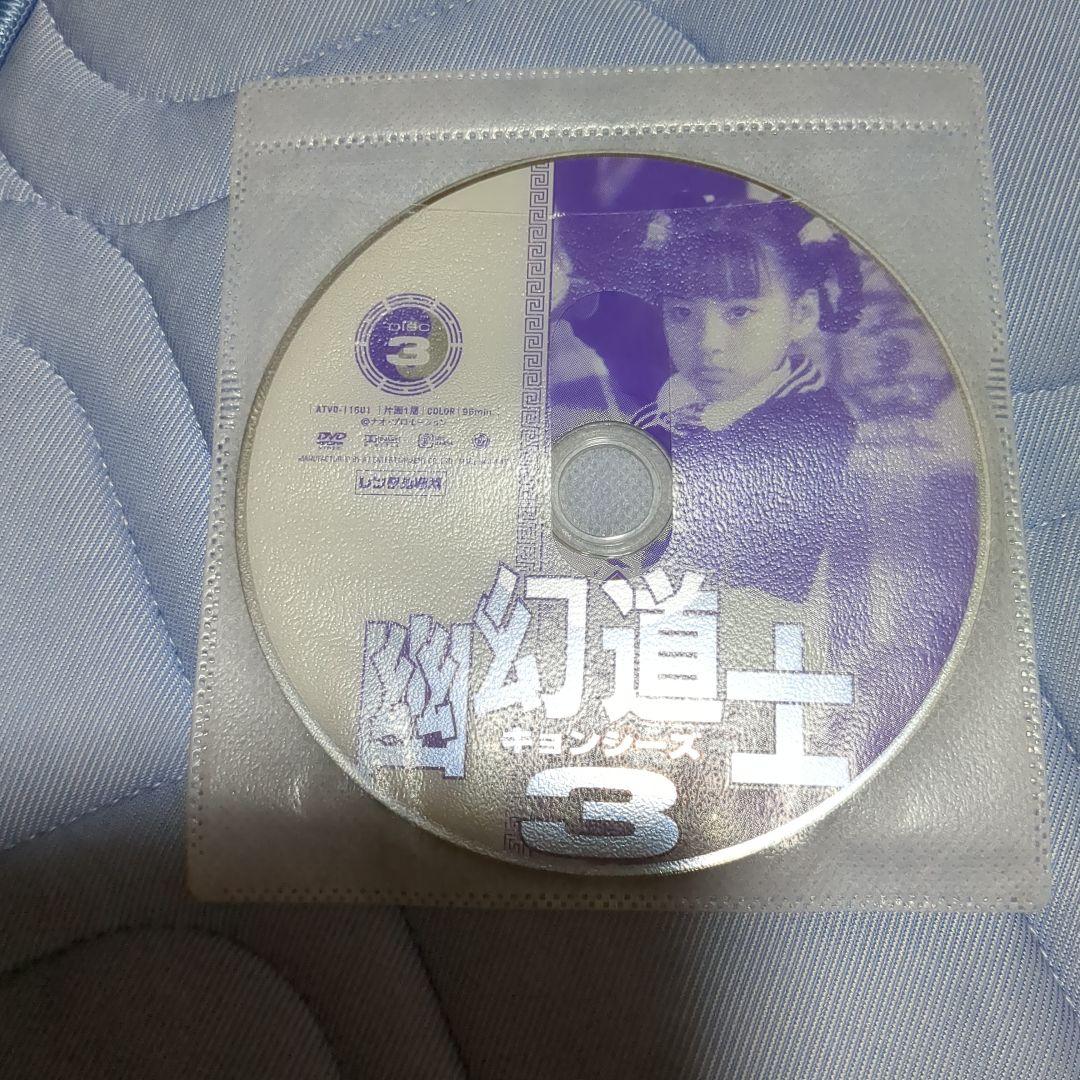 DISC
3
ATVD-11601 片面1層 COLOR 96min.
©ナオ・プロモーション
DVD
レンタル専用
幽幻道士
キョンシーズ
3